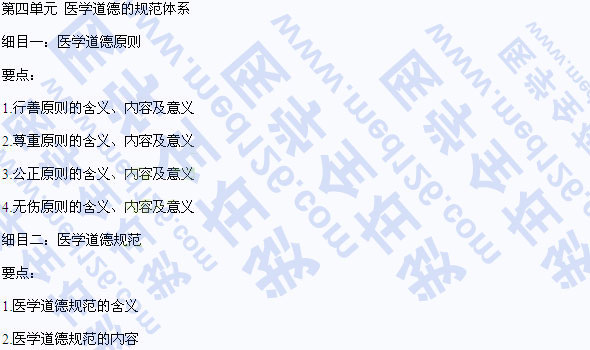 第四单元 医学道德的规范体系
细目一：医学道德原则
要点：
1.行善原则的含义、内容及意义
2.尊重原则的含义、内容及意义
3.公正原则的含义、内容及意义
4.无伤原则的含义、内容及意义
细目二：医学道德规范
要点：
1.医学道德规范的含义
2.医学道德规范的内容